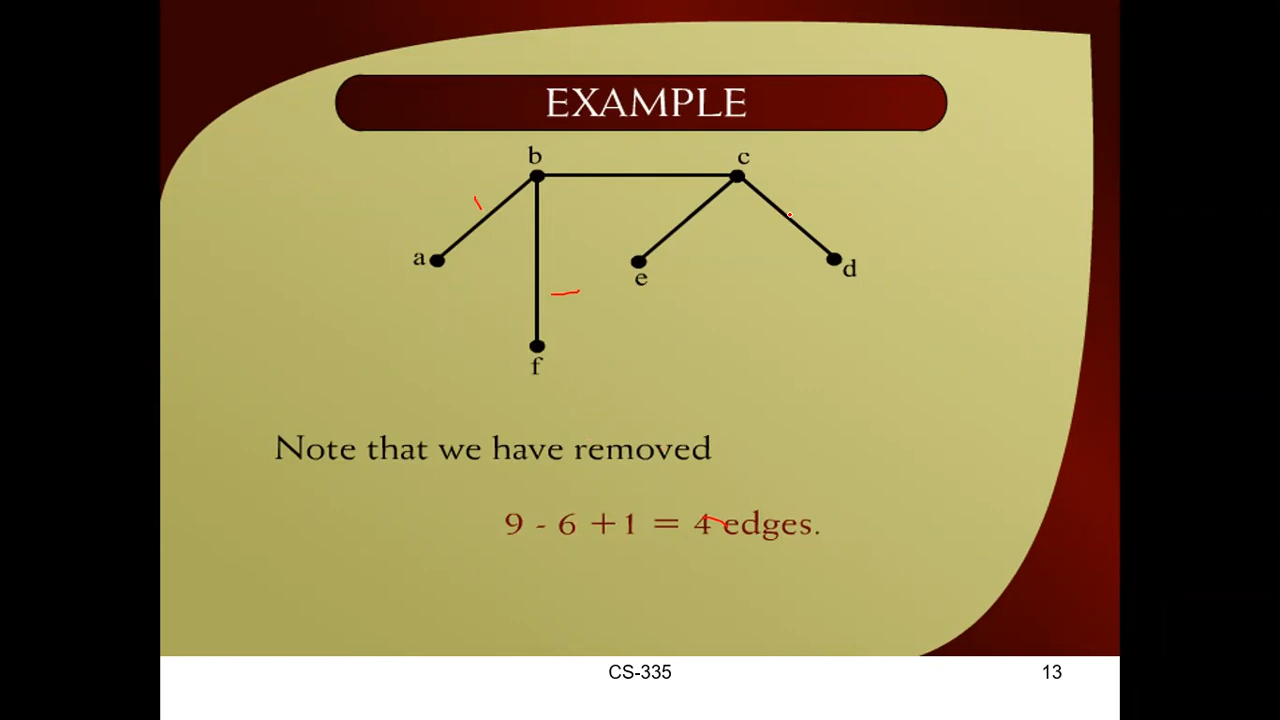 EXAMPLE
b
c
a
e
d
f
Note that we have removed
9 - 6 + 1 = 4 edges.
CS-335
13